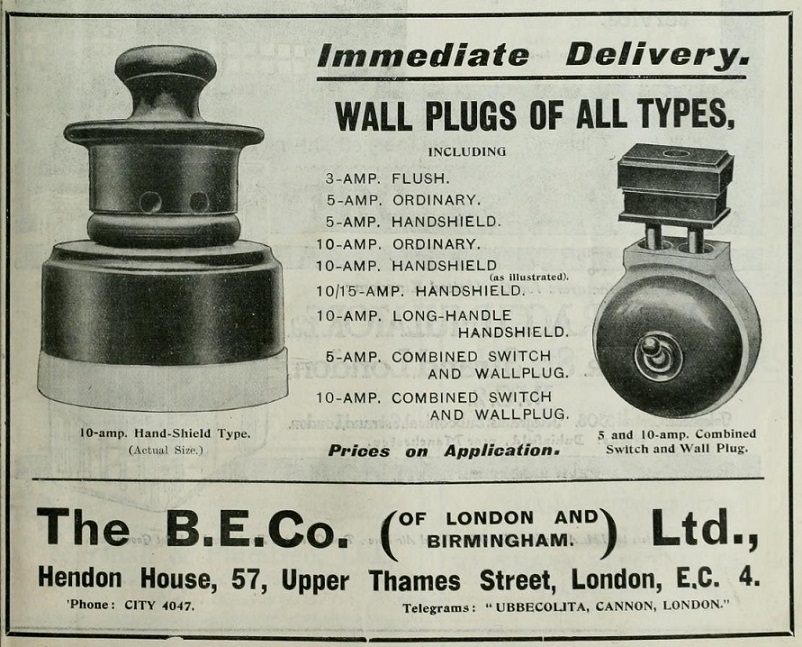 Immediate Delivery.
WALL PLUGS OF ALL TYPES,
INCLUDING
3-AMP. FLUSH.
5-AMP. ORDINARY.
5-AMP. HANDSHIELD.
10-AMP. ORDINARY.
10-AMP. HANDSHIELD
(as illustrated).
10/15-AMP. HANDSHIELD.
10-AMP. LONG-HANDLE
HANDSHIELD.
5-AMP. COMBINED SWITCH
AND WALLPLUG.
10-AMP. COMBINED SWITCH
AND WALLPLUG.
Prices on Application.
10-amp. Hand-Shield Type.
(Actual Size.)
5 and 10-amp. Combined
Switch and Wall Plug.
The B.E.Co. (OF LONDON AND BIRMINGHAM.) Ltd.,
Hendon House, 57, Upper Thames Street, London, E.C. 4.
'Phone: CITY 4047. Telegrams: "UBBECOLITA, CANNON, LONDON."